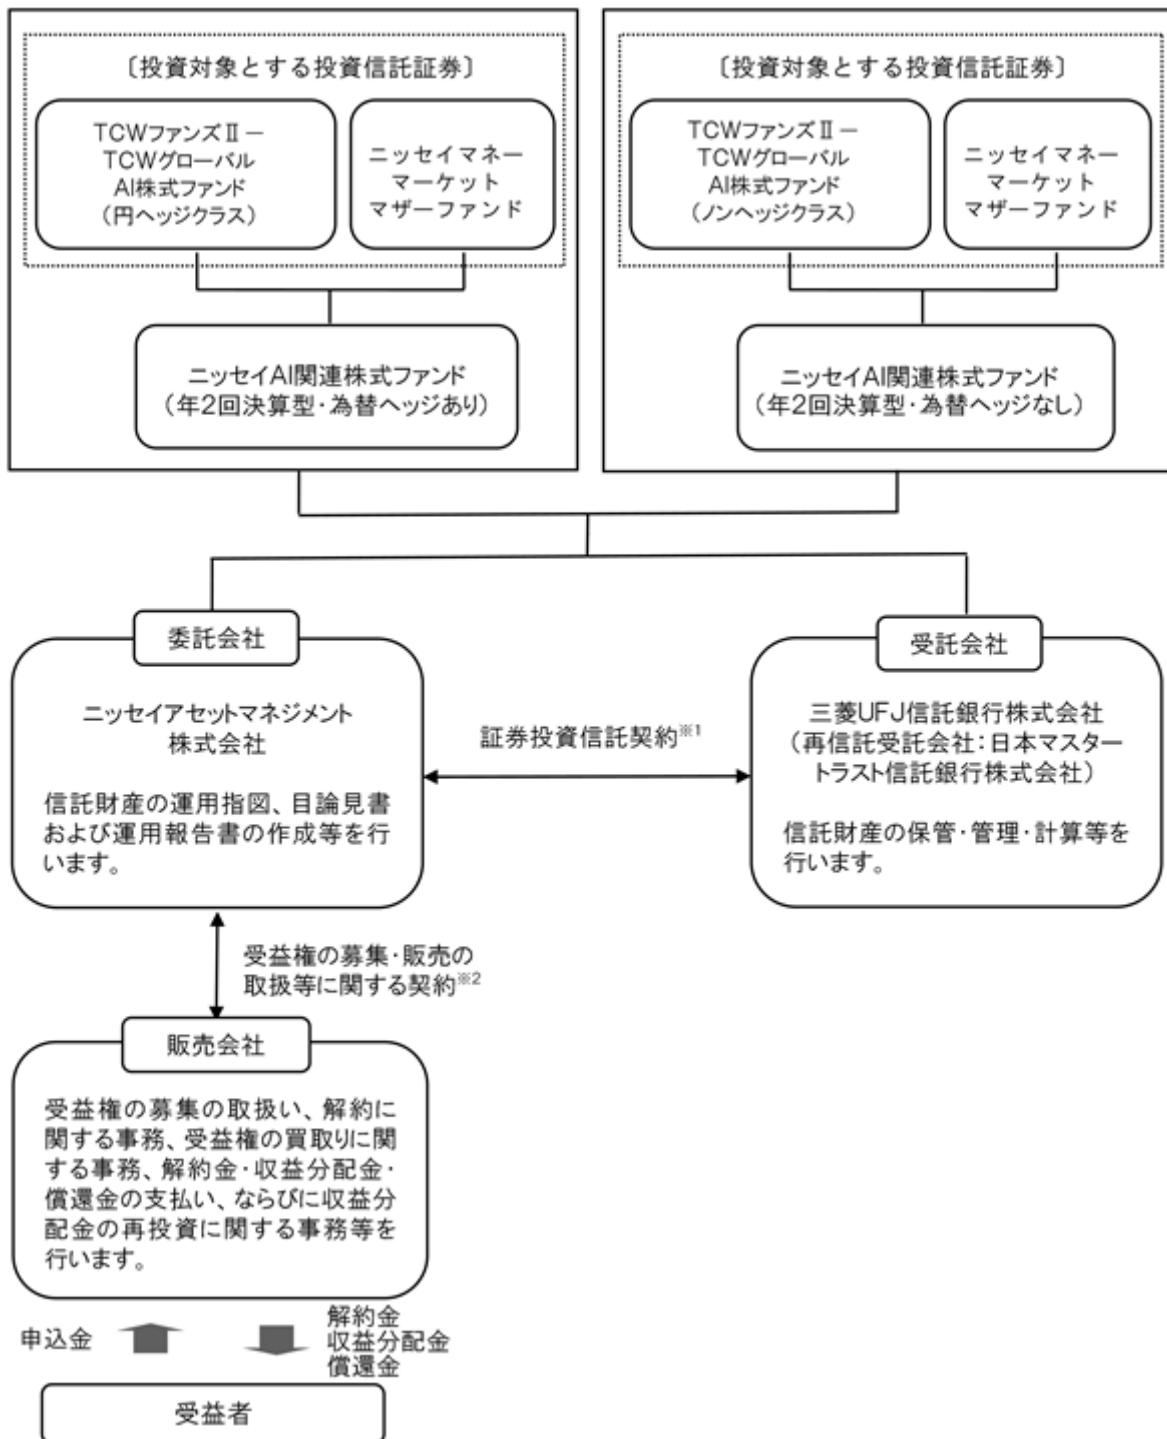 〔投資対象とする投資信託証券〕
TCWファンズⅡ－
TCWグローバル
AI株式ファンド
(円ヘッジクラス)
ニッセイマネー
マーケット
マザーファンド
ニッセイAI関連株式ファンド
(年2回決算型・為替ヘッジあり)
〔投資対象とする投資信託証券〕
TCWファンズⅡ－
TCWグローバル
AI株式ファンド
(ノンヘッジクラス)
ニッセイマネー
マーケット
マザーファンド
ニッセイAI関連株式ファンド
(年2回決算型・為替ヘッジなし)
委託会社
ニッセイアセットマネジメント
株式会社
信託財産の運用指図、目論見書
および運用報告書の作成等を行
います。
証券投資信託契約※1
受託会社
三菱UFJ信託銀行株式会社
(再信託受託会社：日本マスター
トラスト信託銀行株式会社)
信託財産の保管・管理・計算等を
行います。
受益権の募集・販売の
取扱等に関する契約※2
販売会社
受益権の募集の取扱い、解約に
関する事務、受益権の買取りに関
する事務、解約金・収益分配金・
償還金の支払い、ならびに収益分
配金の再投資に関する事務等を
行います。
申込金
解約金
収益分配金
償還金
受益者